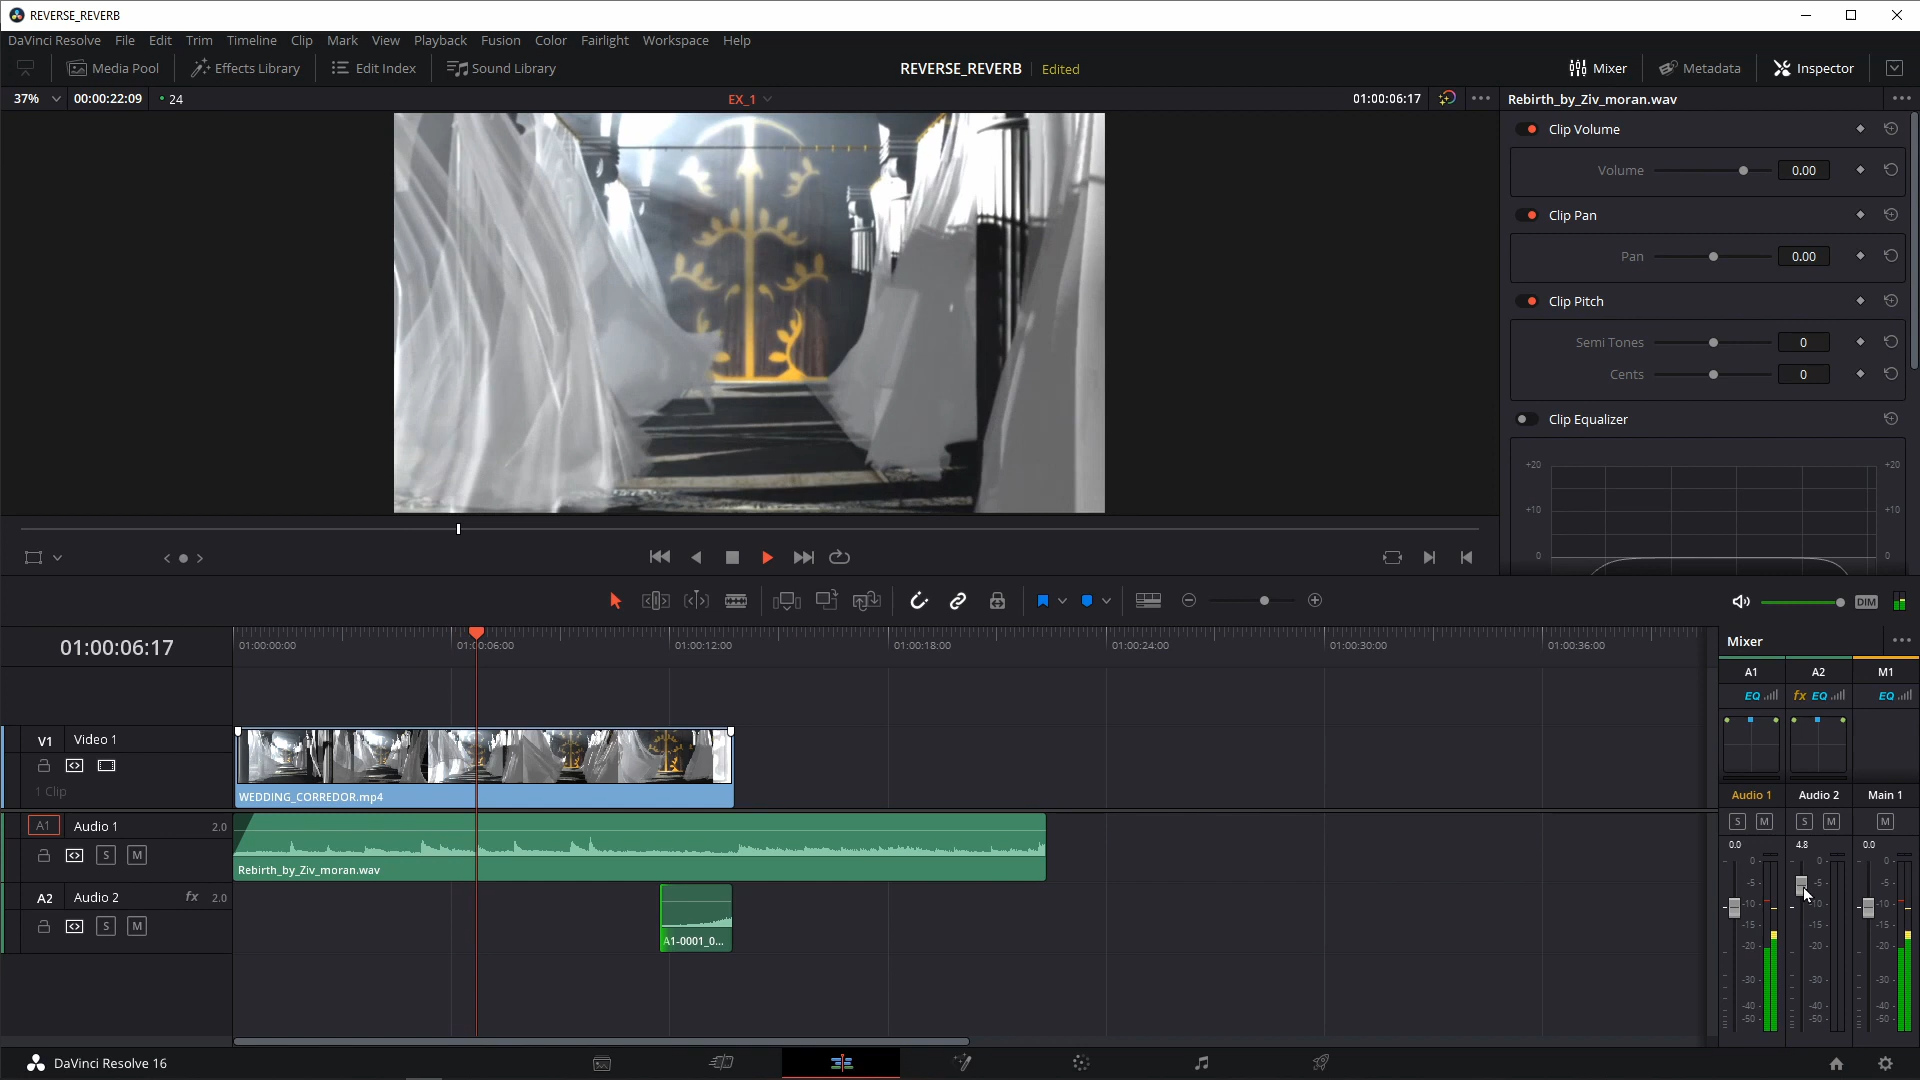 REVERSE_REVERB
DaVinci Resolve File Edit Trim Timeline Clip Mark View Playback Fusion Color Fairlight Workspace Help
Media Pool Effects Library Edit Index Sound Library REVERSE_REVERB Edited Mixer Metadata Inspector
37% 00:00:22:09 24 EX_1 01:00:06:17 Rebirth_by_Ziv_moran.wav
Clip Volume
Volume 0.00
Clip Pan
Pan 0.00
Clip Pitch
Semi Tones 0
Cents 0
Clip Equalizer
+20 +20
+10 +10
0 0
DIM
01:00:06:17 01:00:00:00 01:00:06:00 01:00:12:00 01:00:18:00 01:00:24:00 01:00:30:00 01:00:36:00
V1 Video 1
1 Clip
WEDDING_CORREDOR.mp4
A1 Audio 1 2.0
S M
Rebirth_by_Ziv_moran.wav
A2 Audio 2 fx 2.0
S M
A1-0001_0...
Mixer
A1 A2 M1
EQ fx EQ EQ
Audio 1 Audio 2 Main 1
S M S M M
0.0 4.8 0.0
0 0 0
-5 -5 -5
-10 -10 -10
-15 -15 -15
-20 -20 -20
-30 -30 -30
-40 -40 -40
-50 -50 -50
DaVinci Resolve 16